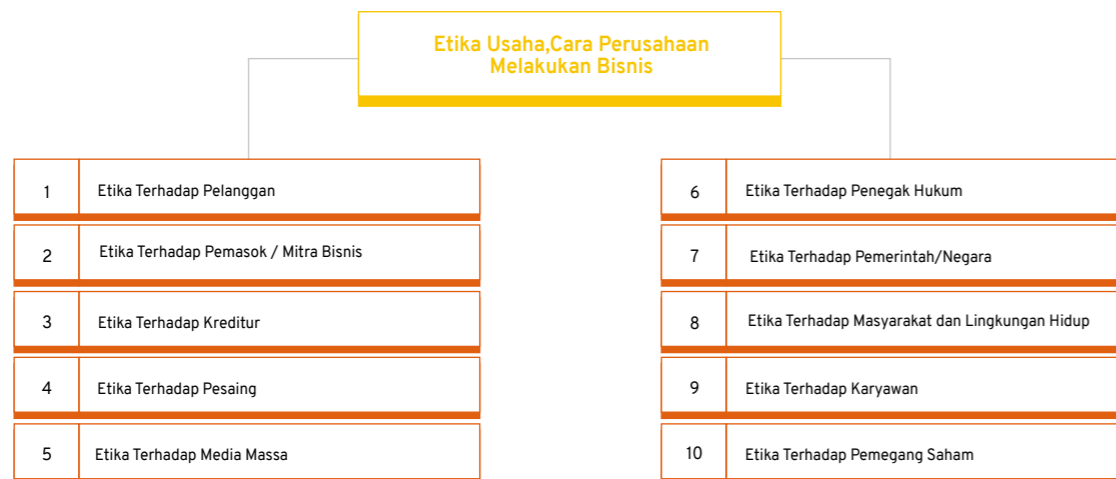 Etika Usaha,Cara Perusahaan
Melakukan Bisnis
1 Etika Terhadap Pelanggan
2 Etika Terhadap Pemasok / Mitra Bisnis
3 Etika Terhadap Kreditur
4 Etika Terhadap Pesaing
5 Etika Terhadap Media Massa
6 Etika Terhadap Penegak Hukum
7 Etika Terhadap Pemerintah/Negara
8 Etika Terhadap Masyarakat dan Lingkungan Hidup
9 Etika Terhadap Karyawan
10 Etika Terhadap Pemegang Saham